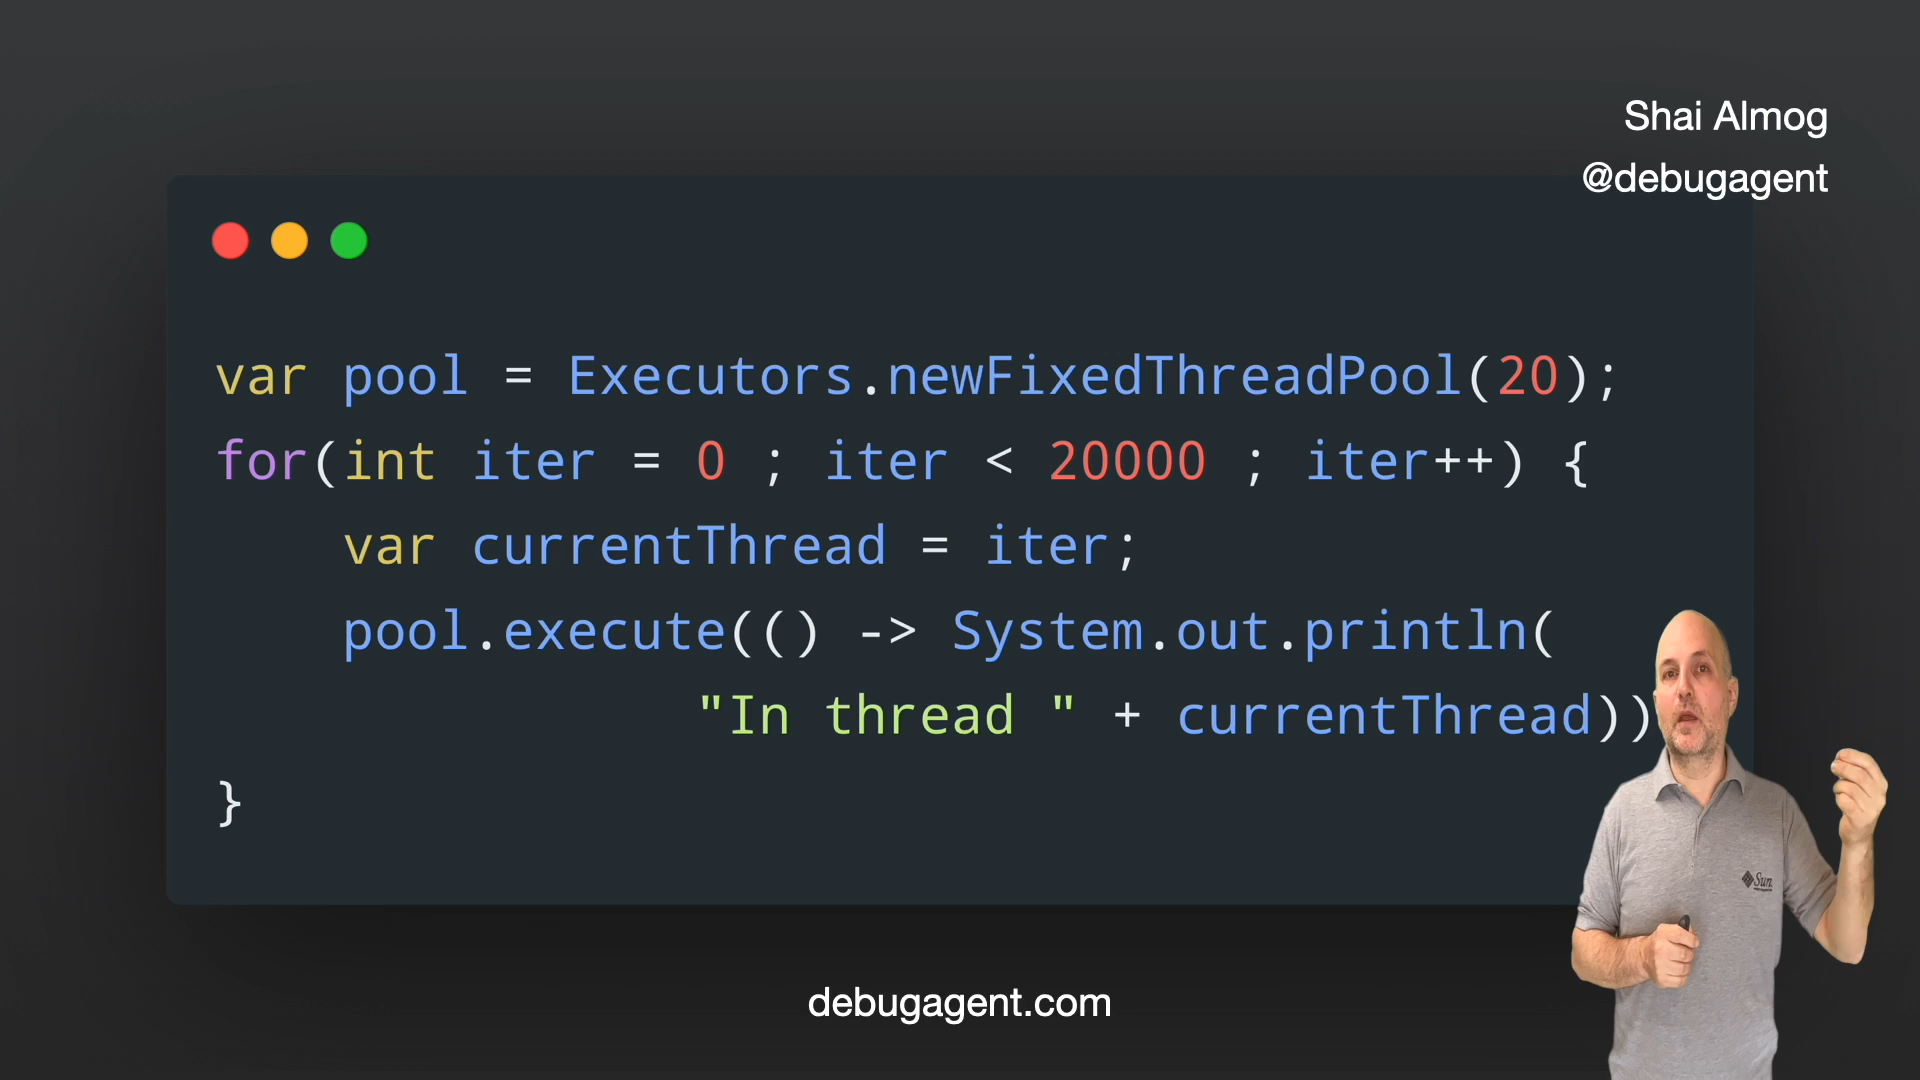 Shai Almog
@debugagent
var pool = Executors.newFixedThreadPool(20);
for(int iter = 0 ; iter < 20000 ; iter++) {
    var currentThread = iter;
    pool.execute(() -> System.out.println(
           "In thread " + currentThread))
}
Sun
debugagent.com